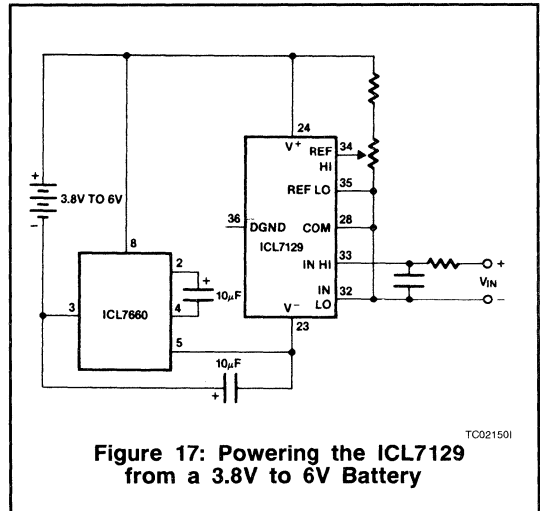 24
V+
REF HI
34
REF LO
35
+
3.8V TO 6V
−
36
DGND
COM
28
ICL7129
8
IN HI
33
+
2
+
VIN
ICL7660
10μF
IN LO
32
−
3
4
V−
23
5
10μF
+
TC02150I
Figure 17: Powering the ICL7129
from a 3.8V to 6V Battery